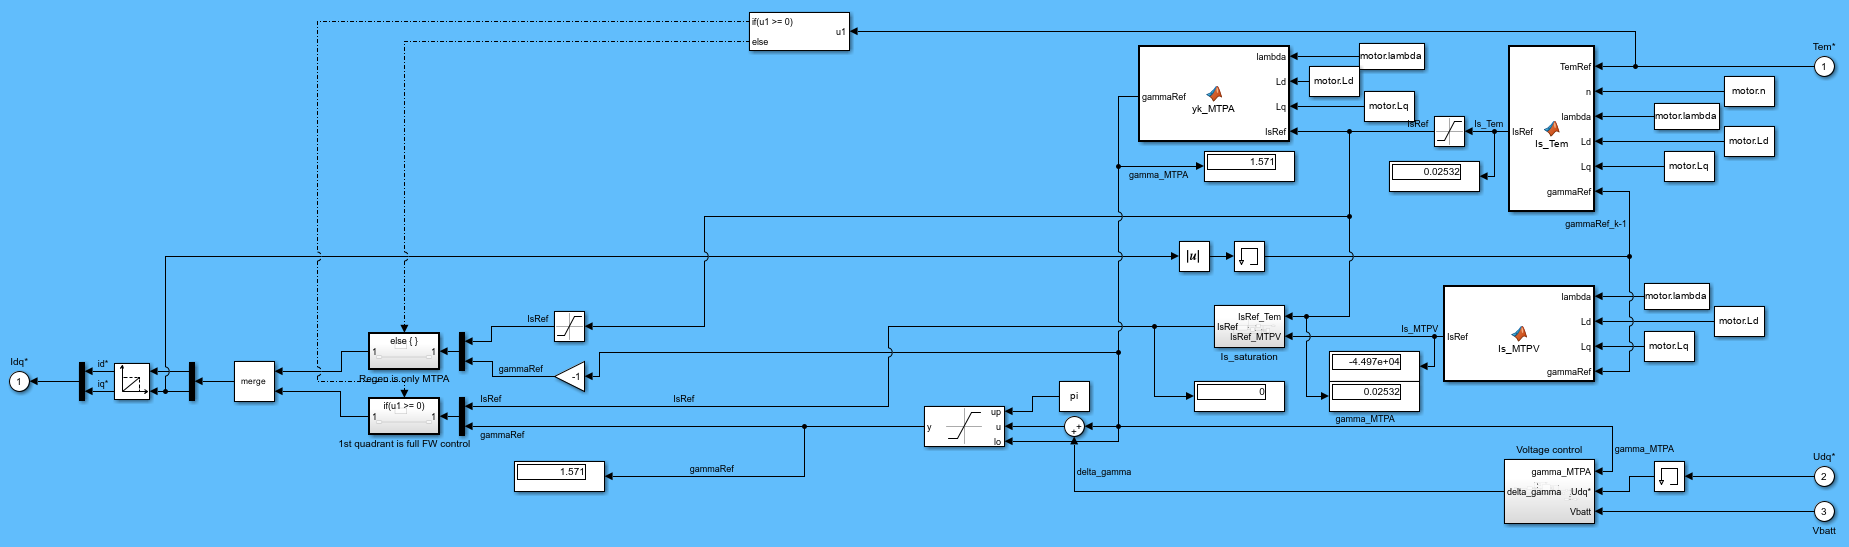 if(u1 >= 0)
else
u1
Tem*
1
lambda
Ld
gammaRef
yk_MTPA
Lq
IsRef
motor.lambda
motor.Ld
motor.Lq
IsRef
Is_Tem
TemRef
n
lambda
IsRef
Is_Tem
Ld
Lq
gammaRef
motor.n
motor.lambda
motor.Ld
motor.Lq
1.571
gamma_MTPA
0.02532
gammaRef_k-1
|u|
IsRef
else { }
1
1
Regen is only MTPA
gammaRef
-1
IsRef_Tem
IsRef
IsRef_MTPV
Is_saturation
Is_MTPV
lambda
Ld
IsRef
Is_MTPV
Lq
gammaRef
motor.lambda
motor.Ld
motor.Lq
-4.497e+04
0.02532
gamma_MTPA
0
Idq*
1
id*
iq*
merge
if(u1 >= 0)
1
1
1st quadrant is full FW control
IsRef
IsRef
gammaRef
pi
up
y
u
lo
+
+
1.571
gammaRef
delta_gamma
Voltage control
gamma_MTPA
delta_gamma
Udq*
Vbatt
gamma_MTPA
Udq*
2
3
Vbatt